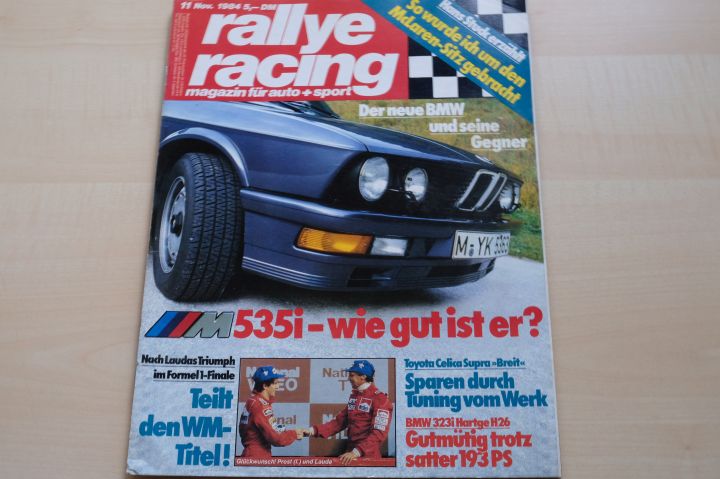 11 Nov. 1984 5,- DM
rallye
racing
magazin für auto + sport
Hans Stuck erzählt
So wurde ich um den
McLaren-Sitz gebracht
Der neue BMW
und seine
Gegner
M-YK 5363
M 535i - wie gut ist er?
Nach Laudas Triumph
im Formel 1-Finale
Teilt
den WM-
Titel!
National
VIDEO
Glückwunsch! Prost (l.) und Lauda
Toyota Celica Supra »Breit«
Sparen durch
Tuning vom Werk
BMW 323i Hartge H26
Gutmütig trotz
satter 193 PS